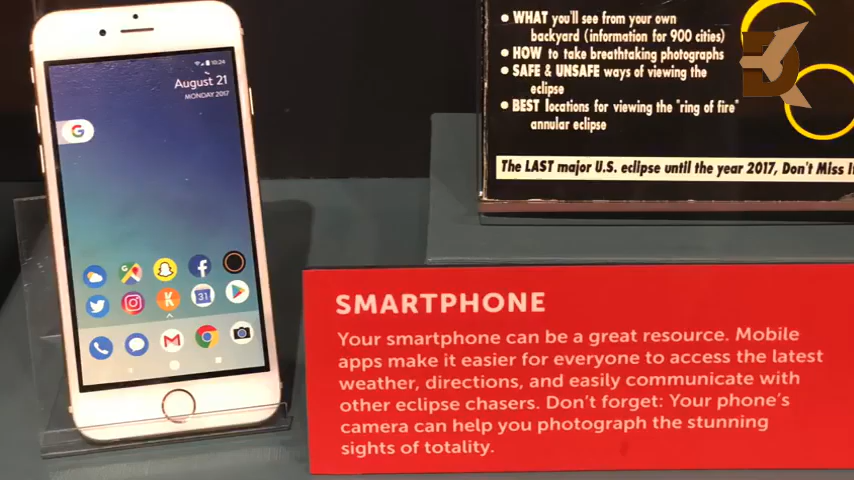 10:24
August 21
MONDAY, 2017
G
31
• WHAT you'll see from your own
backyard (information for 900 cities)
• HOW to take breathtaking photographs
• SAFE & UNSAFE ways of viewing the
eclipse
• BEST locations for viewing the "ring of fire"
annular eclipse
The LAST major U.S. eclipse until the year 2017, Don't Miss I
SMARTPHONE
Your smartphone can be a great resource. Mobile
apps make it easier for everyone to access the latest
weather, directions, and easily communicate with
other eclipse chasers. Don't forget: Your phone's
camera can help you photograph the stunning
sights of totality.